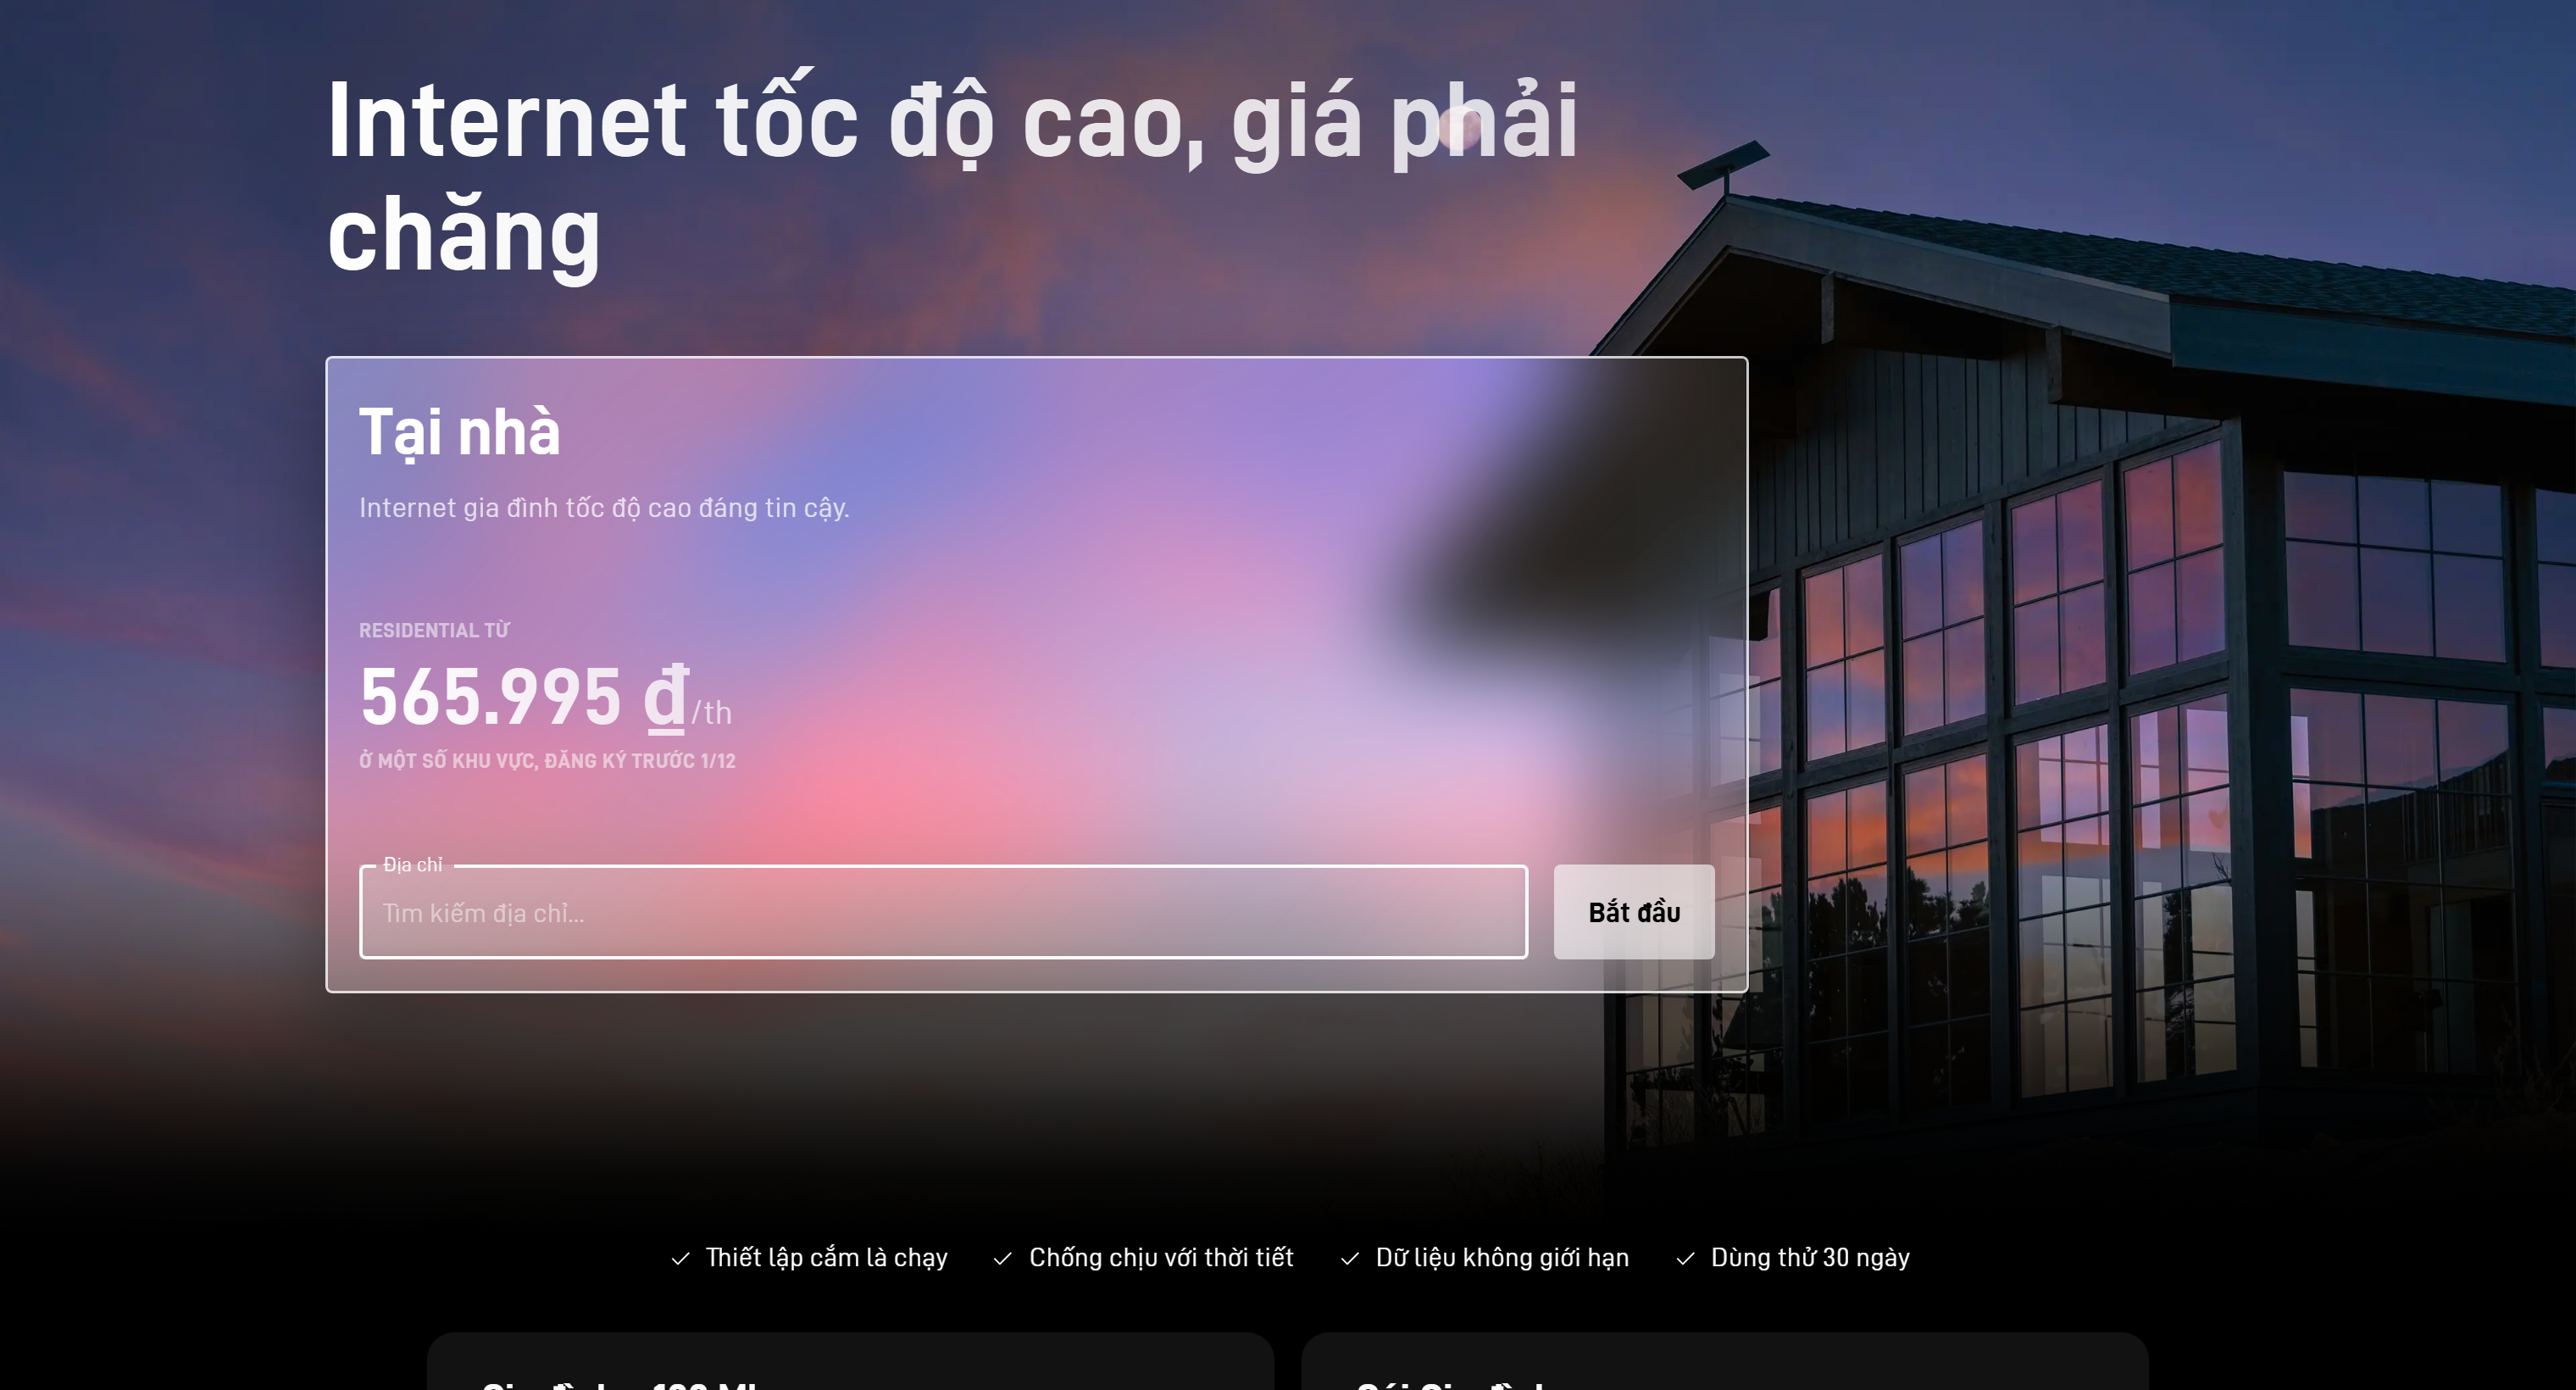 Internet tốc độ cao, giá phải
chăng
Tại nhà
Internet gia đình tốc độ cao đáng tin cậy.
RESIDENTIAL TỪ
565.995 ₫/th
Ở MỘT SỐ KHU VỰC, ĐĂNG KÝ TRƯỚC 1/12
Địa chỉ
Tìm kiếm địa chỉ...
Bắt đầu
Thiết lập cắm là chạy
Chống chịu với thời tiết
Dữ liệu không giới hạn
Dùng thử 30 ngày